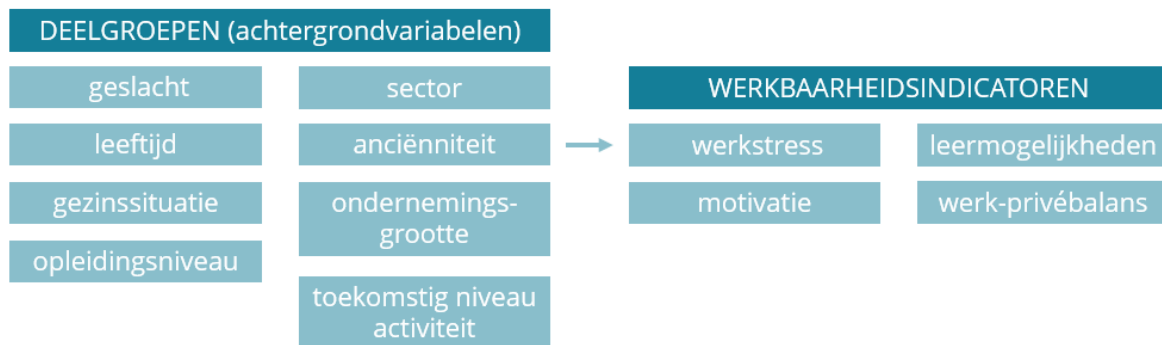 DEELGROEPEN (achtergrondvariabelen)
geslacht
leeftijd
gezinssituatie
opleidingsniveau
sector
anciënniteit
ondernemings-
grootte
toekomstig niveau
activiteit
WERKBAARHEIDSINDICATOREN
werkstress
motivatie
leermogelijkheden
werk-privébalans